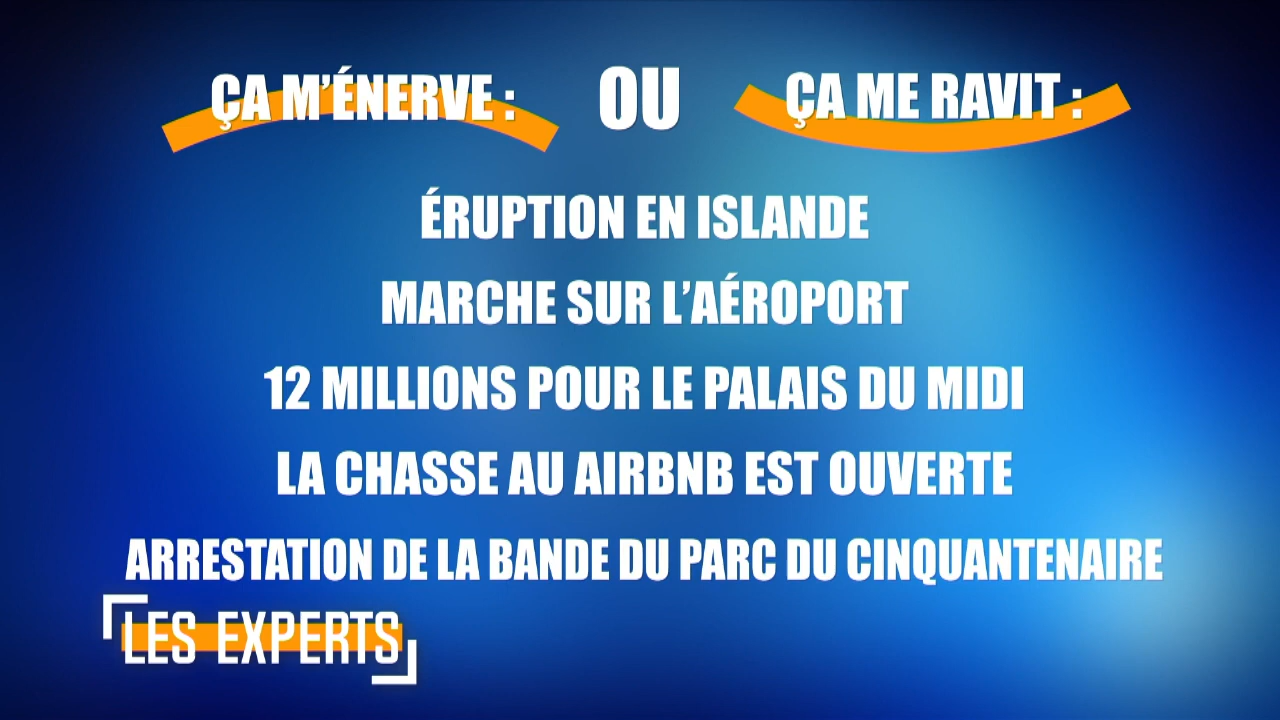 ÇA M'ÉNERVE : OU ÇA ME RAVIT :
ÉRUPTION EN ISLANDE
MARCHE SUR L'AÉROPORT
12 MILLIONS POUR LE PALAIS DU MIDI
LA CHASSE AU AIRBNB EST OUVERTE
ARRESTATION DE LA BANDE DU PARC DU CINQUANTENAIRE
LES EXPERTS